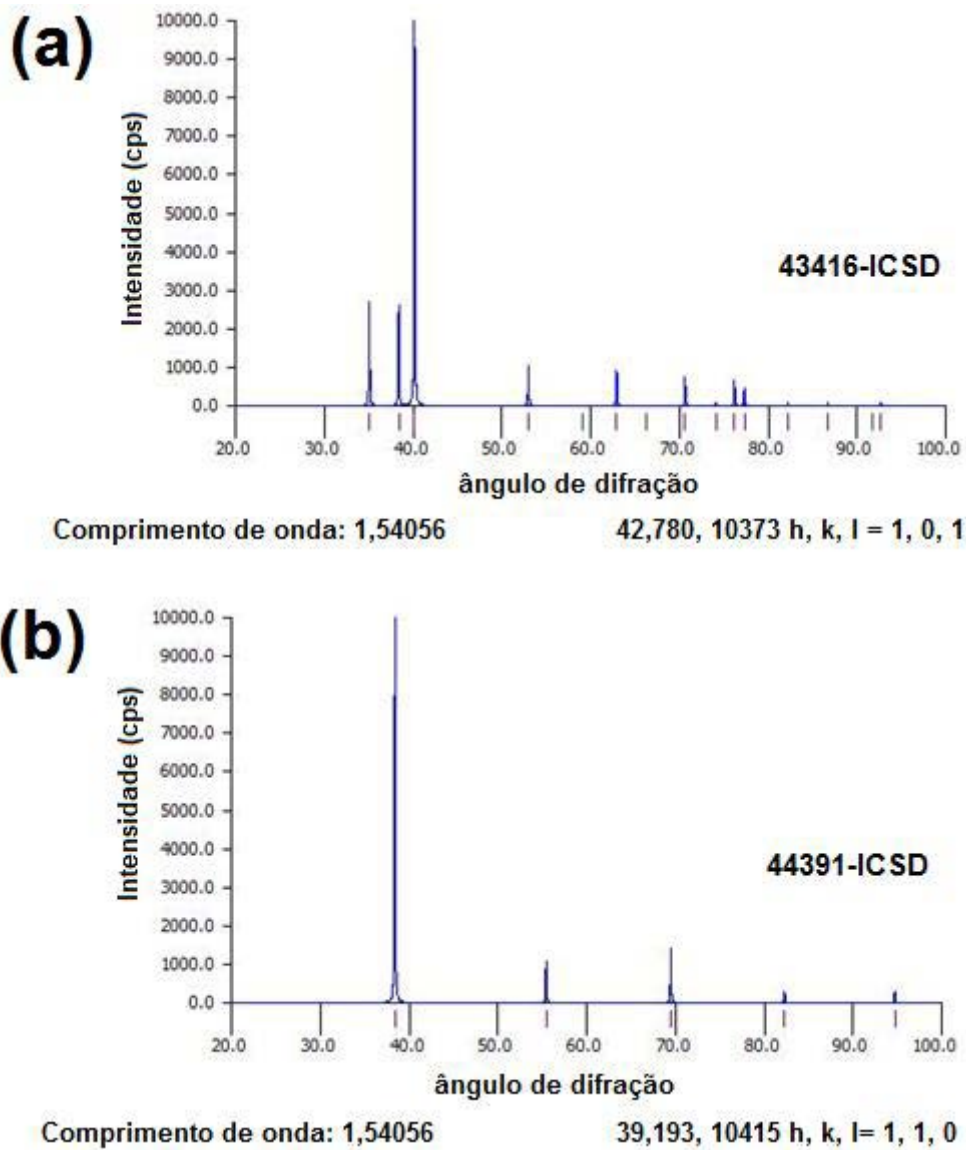 (a)
Intensidade (cps)
10000.0
9000.0
8000.0
7000.0
6000.0
5000.0
4000.0
3000.0
2000.0
1000.0
0.0
43416-ICSD
20.0 30.0 40.0 50.0 60.0 70.0 80.0 90.0 100.0
ângulo de difração
Comprimento de onda: 1,54056 42,780, 10373 h, k, l = 1, 0, 1
(b)
Intensidade (cps)
10000.0
9000.0
8000.0
7000.0
6000.0
5000.0
4000.0
3000.0
2000.0
1000.0
0.0
44391-ICSD
20.0 30.0 40.0 50.0 60.0 70.0 80.0 90.0 100.0
ângulo de difração
Comprimento de onda: 1,54056 39,193, 10415 h, k, l= 1, 1, 0